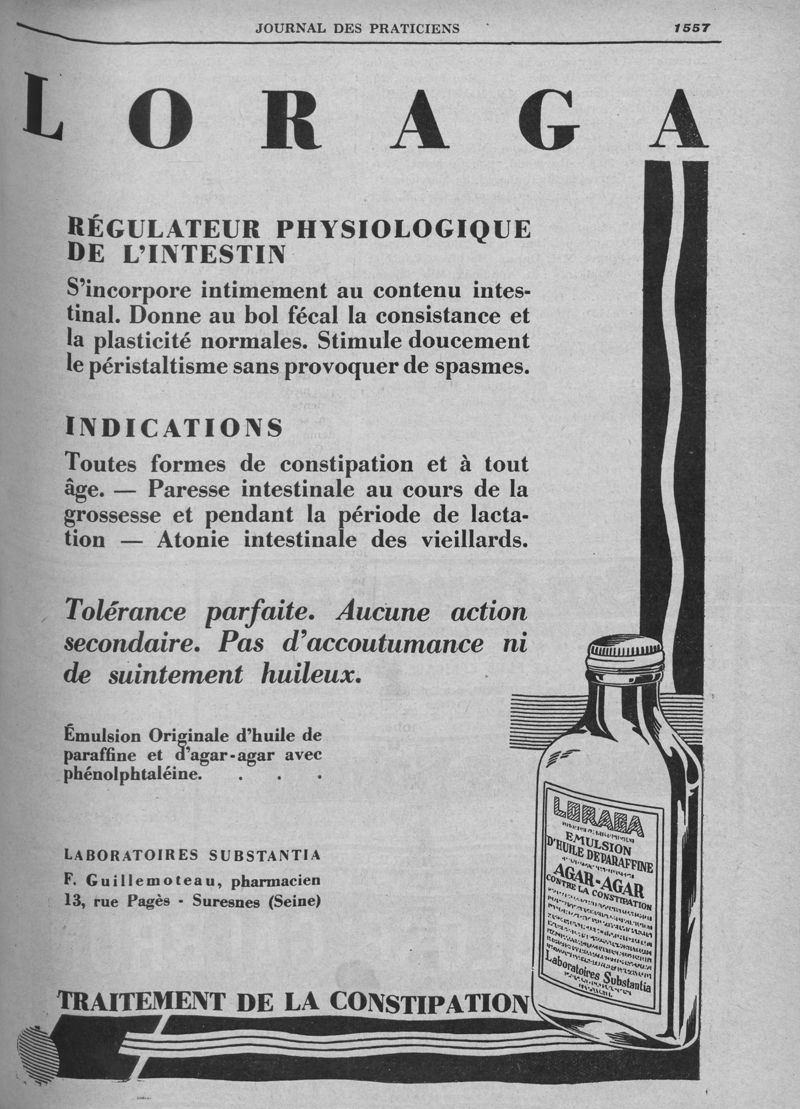 JOURNAL DES PRATICIENS
1557
LORAGA
RÉGULATEUR PHYSIOLOGIQUE
DE L'INTESTIN
S'incorpore intimement au contenu intes-
tinal. Donne au bol fécal la consistance et
la plasticité normales. Stimule doucement
le péristaltisme sans provoquer de spasmes.
INDICATIONS
Toutes formes de constipation et à tout
âge. — Paresse intestinale au cours de la
grossesse et pendant la période de lacta-
tion — Atonie intestinale des vieillards.
Tolérance parfaite. Aucune action
secondaire. Pas d'accoutumance ni
de suintement huileux.
Émulsion Originale d'huile de
paraffine et d'agar-agar avec
phénolphtaléine. . . .
LABORATOIRES SUBSTANTIA
F. Guillemoteau, pharmacien
13, rue Pagès - Suresnes (Seine)
LORAGA
EMULSION
D'HUILE DE PARAFFINE
AGAR-AGAR
CONTRE LA CONSTIPATION
Laboratoires Substantia
TRAITEMENT DE LA CONSTIPATION